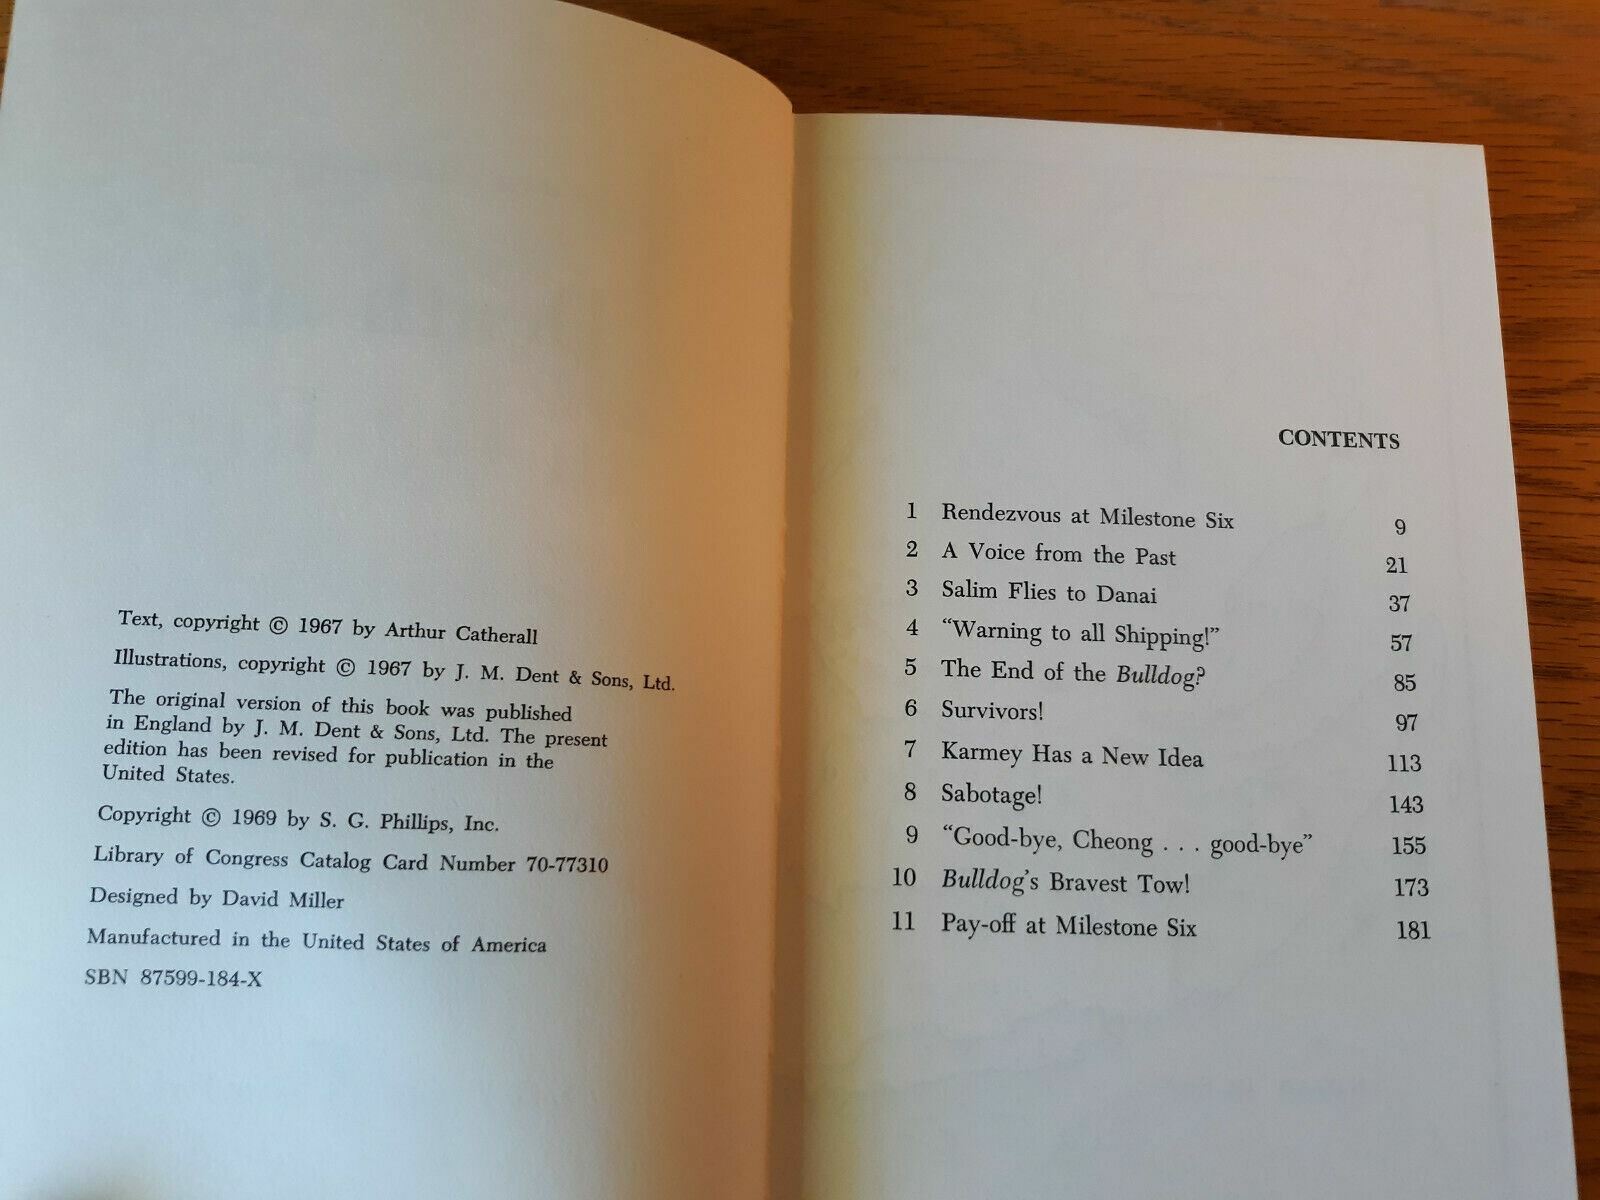 Text, copyright © 1967 by Arthur Catherall
Illustrations, copyright © 1967 by J. M. Dent & Sons, Ltd.
The original version of this book was published
in England by J. M. Dent & Sons, Ltd. The present
edition has been revised for publication in the
United States.
Copyright © 1969 by S. G. Phillips, Inc.
Library of Congress Catalog Card Number 70-77310
Designed by David Miller
Manufactured in the United States of America
SBN 87599-184-X
CONTENTS
1 Rendezvous at Milestone Six 9
2 A Voice from the Past 21
3 Salim Flies to Danai 37
4 “Warning to all Shipping!” 57
5 The End of the Bulldog? 85
6 Survivors! 97
7 Karmey Has a New Idea 113
8 Sabotage! 143
9 “Good-bye, Cheong . . . good-bye” 155
10 Bulldog’s Bravest Tow! 173
11 Pay-off at Milestone Six 181